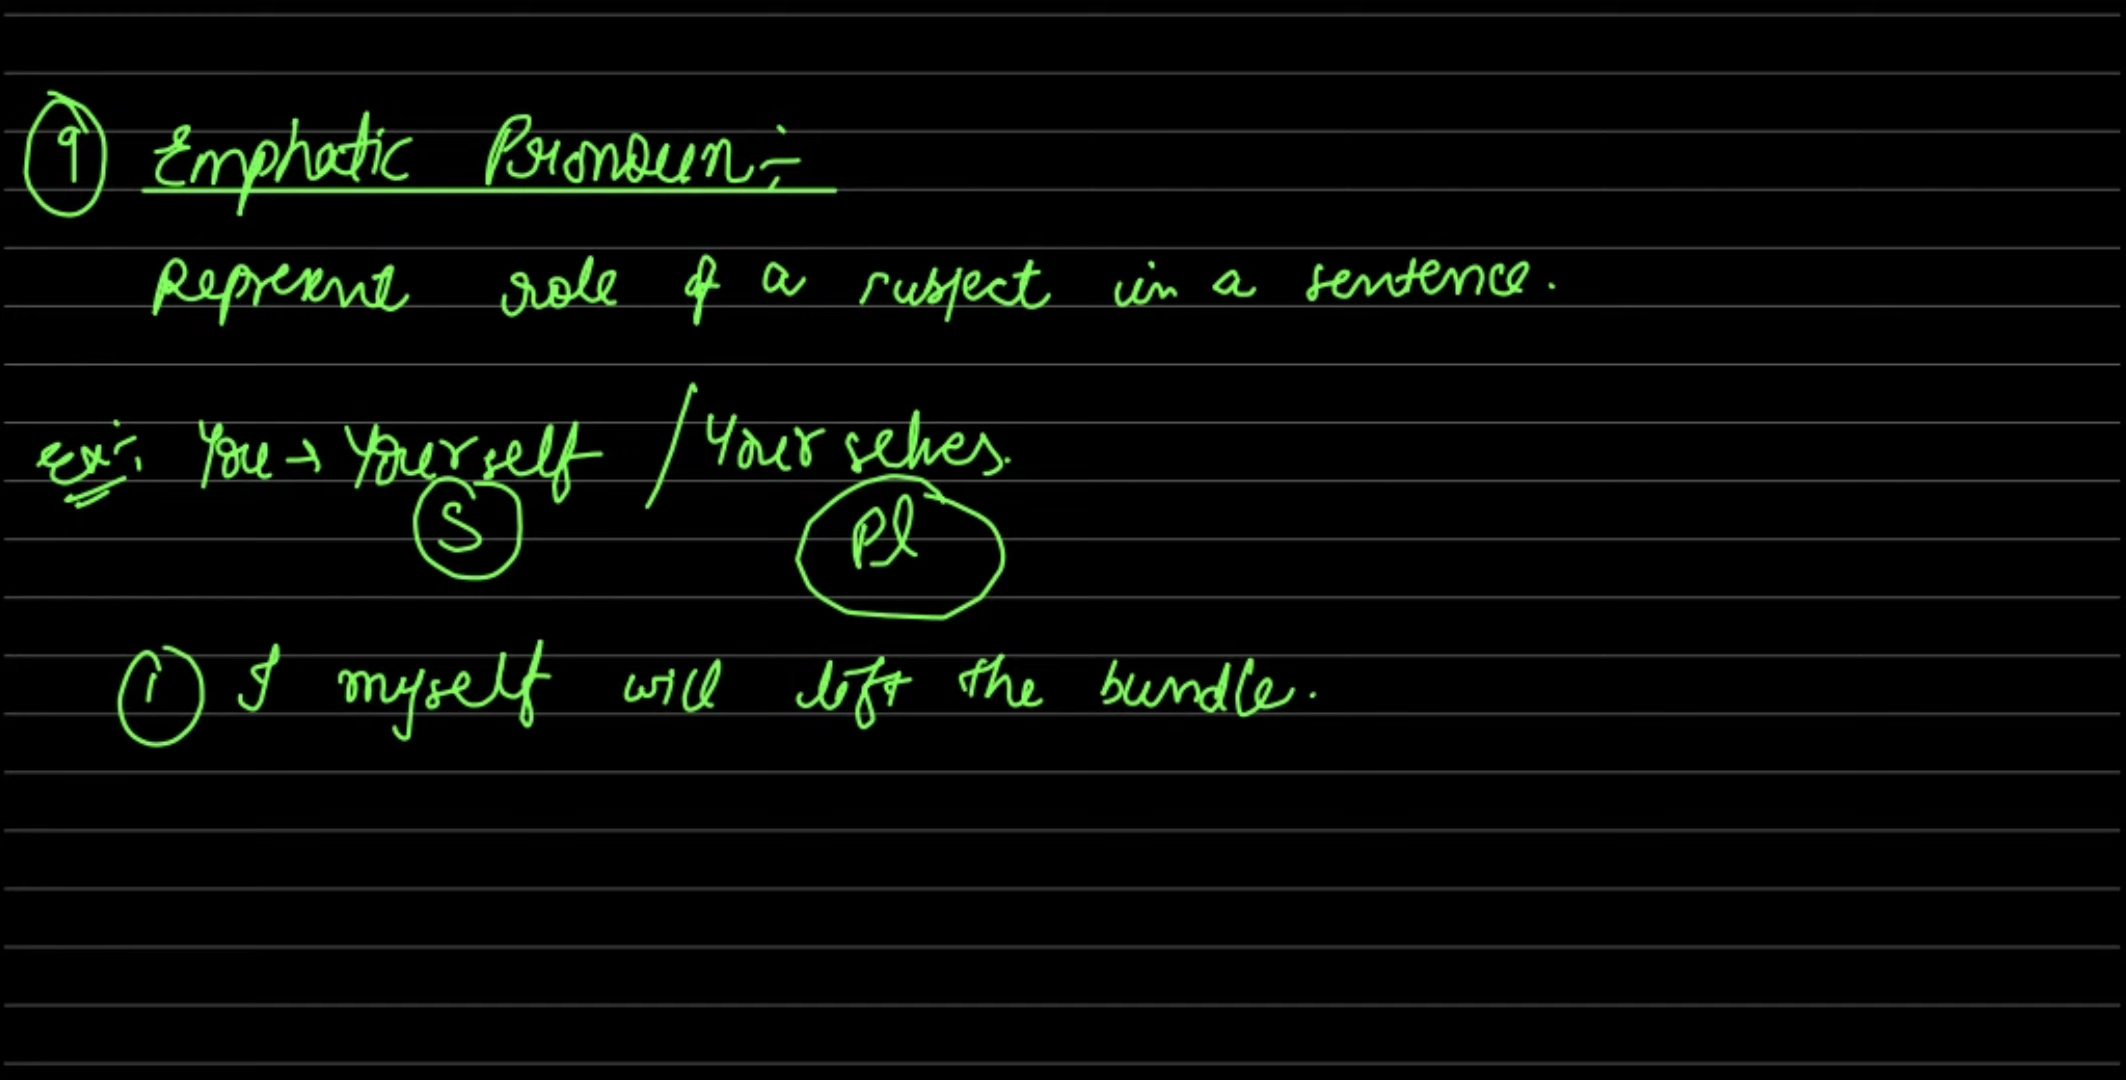 9 Emphatic Pronoun :-
Represent role of a subject in a sentence.
Ex:- You → Yourself / Yourselves.
S Pl
1 I myself will lift the bundle.